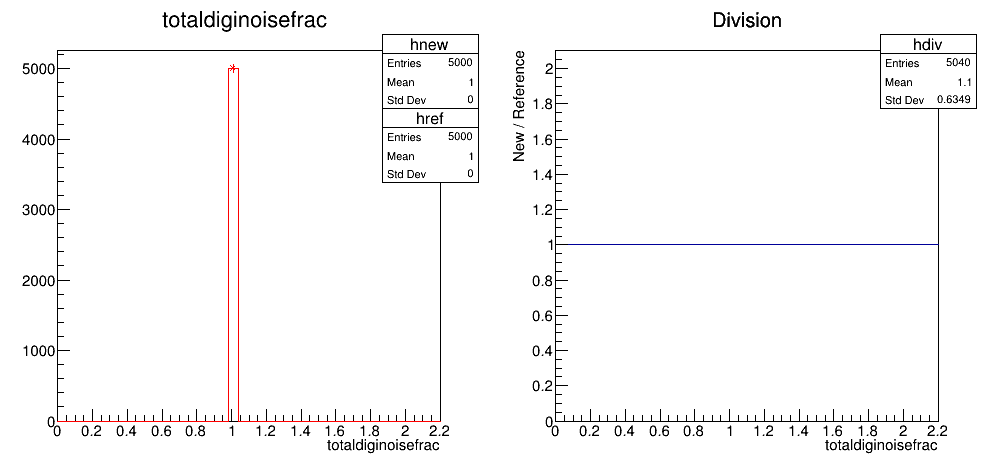 totaldiginoisefrac
hnew
Entries 5000
Mean 1
Std Dev 0
href
Entries 5000
Mean 1
Std Dev 0
5000
4000
3000
2000
1000
0
0 0.2 0.4 0.6 0.8 1 1.2 1.4 1.6 1.8 2 2.2
totaldiginoisefrac
Division
hdiv
Entries 5040
Mean 1.1
Std Dev 0.6349
New / Reference
2
1.8
1.6
1.4
1.2
1
0.8
0.6
0.4
0.2
0
0 0.2 0.4 0.6 0.8 1 1.2 1.4 1.6 1.8 2 2.2
totaldiginoisefrac